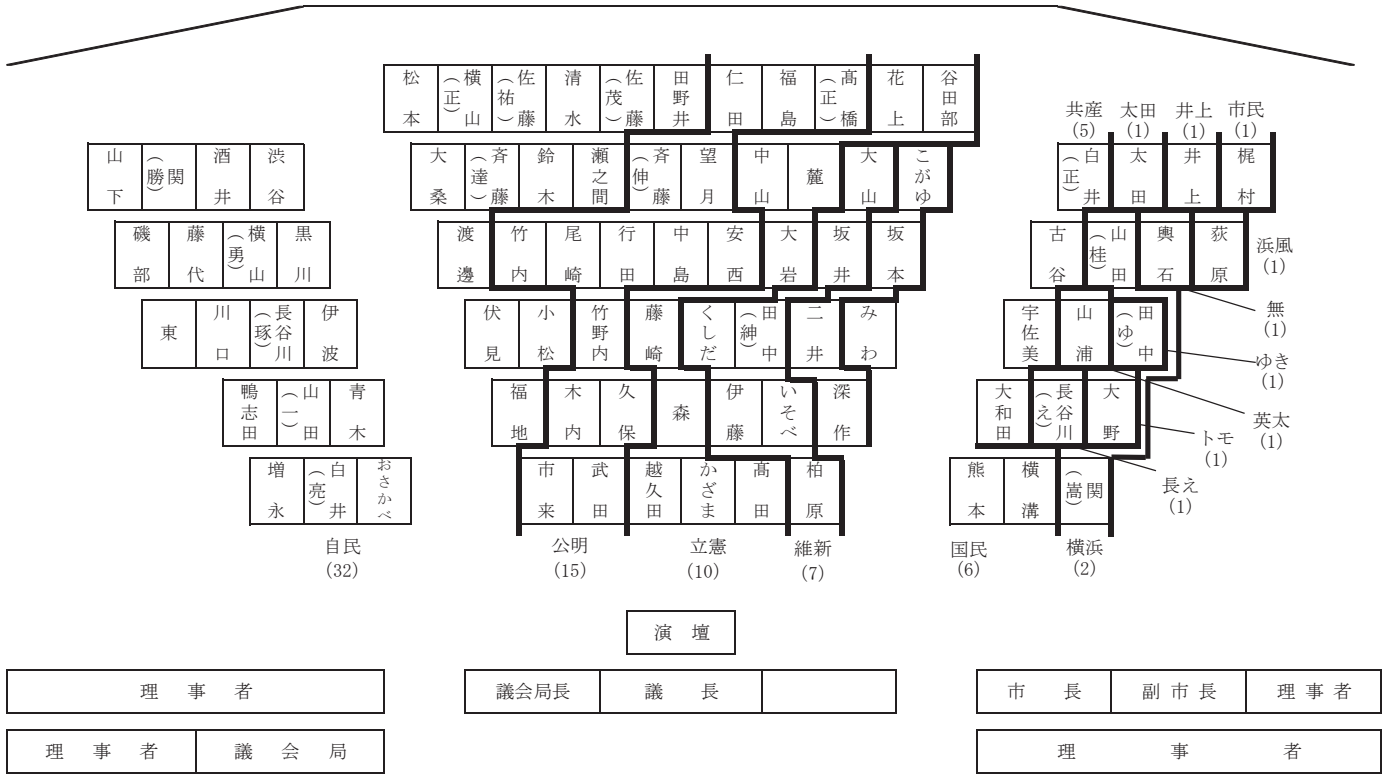 松本 横山(正) 佐藤(祐) 清水 佐藤(茂) 田野井 仁田 福島 髙橋(正) 花上 谷田部
共産 太田 井上 市民
(5) (1) (1) (1)
山下 関(勝) 酒井 渋谷 大桑 斉藤(達) 鈴木 瀬之間 斉藤(伸) 望月 中山 麓 大山 こがゆ 白井(正) 太田 井上 梶村
磯部 藤代 横山(勇) 黒川 渡邊 竹内 尾崎 行田 中島 安西 大岩 坂井 坂本 古谷 山田(桂) 輿石 荻原 浜風
(1)
東 川口 長谷川(琢) 伊波 伏見 小松 竹野内 藤崎 くしだ 田中(紳) 二井 みわ 宇佐美 山浦 田中(ゆ) 無
(1)
ゆき
(1)
鴨志田 山田(一) 青木 福地 木内 久保 森 伊藤 いそべ 深作 大和田 長谷川(え) 大野 英太
(1)
トモ
(1)
増永 白井(亮) おさかべ 市来 武田 越久田 かざま 髙田 柏原 熊本 横溝 関(嵩) 長え
(1)
自民 公明 立憲 維新 国民 横浜
(32) (15) (10) (7) (6) (2)
演壇
理事者 議会局長 議長 市長 副市長 理事者
理事者 議会局 理事者